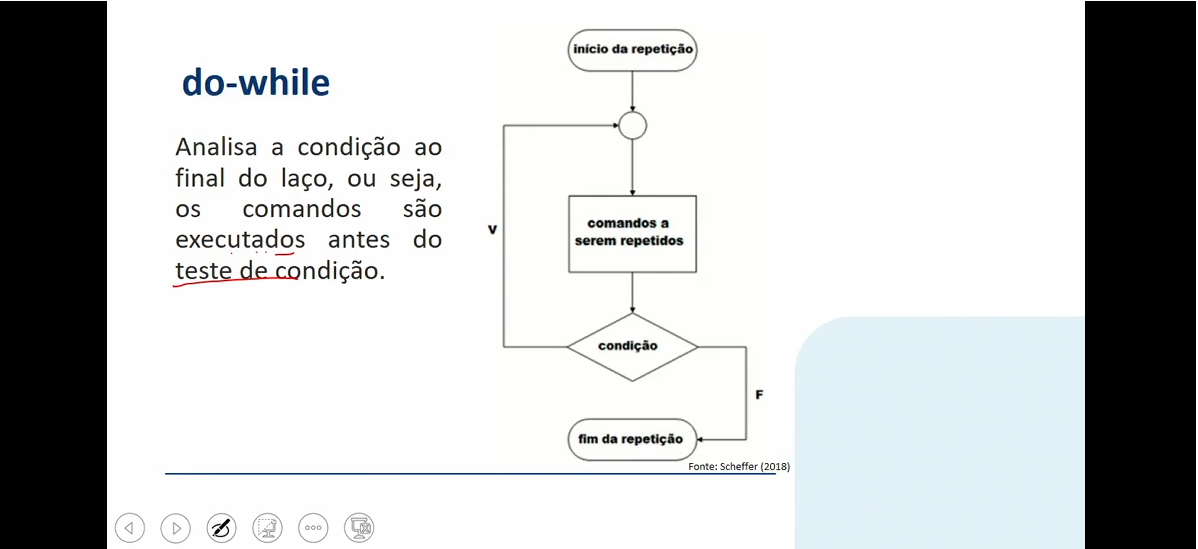 do-while
Analisa a condição ao
final do laço, ou seja,
os comandos são
executados antes do
teste de condição.
início da repetição
comandos a
serem repetidos
V
condição
F
fim da repetição
Fonte: Scheffer (2018)